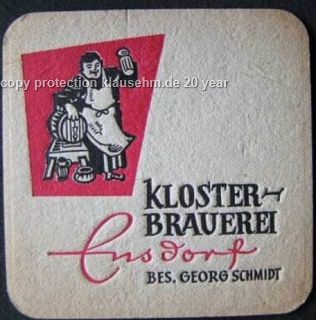 copy protection klausehm.de 20 year
KLOSTER-
BRAUEREI
Ensdorf
BES. GEORG SCHMIDT